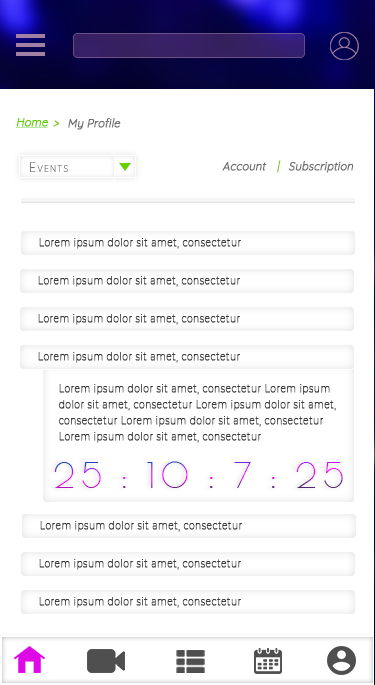 Home > My Profile
Events
Account | Subscription
Lorem ipsum dolor sit amet, consectetur
Lorem ipsum dolor sit amet, consectetur
Lorem ipsum dolor sit amet, consectetur
Lorem ipsum dolor sit amet, consectetur
Lorem ipsum dolor sit amet, consectetur Lorem ipsum
dolor sit amet, consectetur Lorem ipsum dolor sit amet,
consectetur Lorem ipsum dolor sit amet, consectetur
Lorem ipsum dolor sit amet, consectetur
25 : 10 : 7 : 25
Lorem ipsum dolor sit amet, consectetur
Lorem ipsum dolor sit amet, consectetur
Lorem ipsum dolor sit amet, consectetur